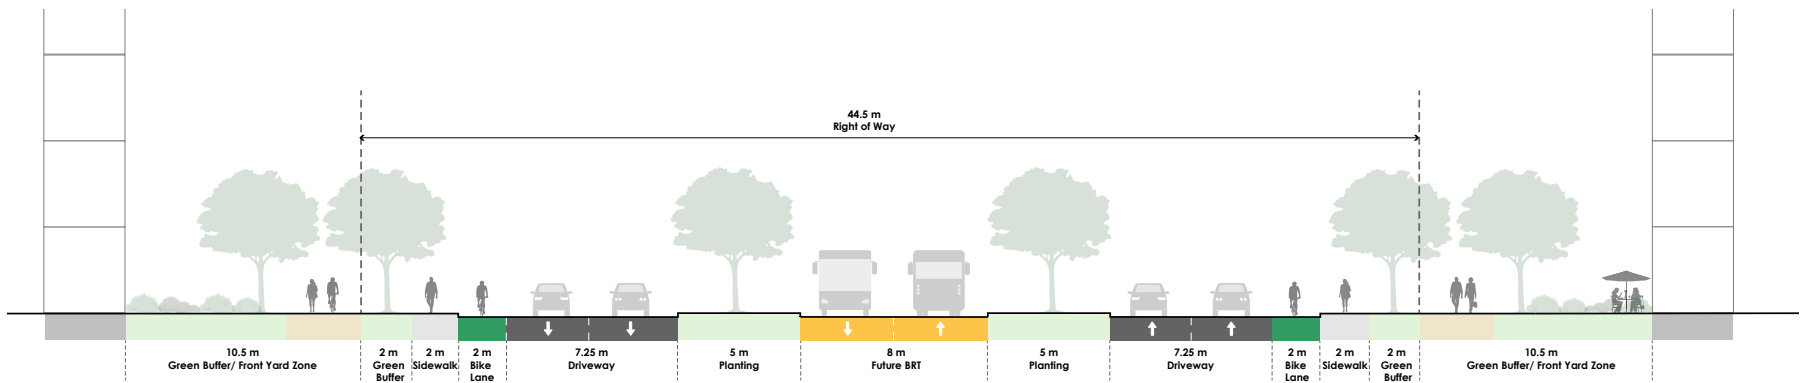 44.5 m
Right of Way
10.5 m
Green Buffer/ Front Yard Zone
2 m
Green
Buffer
2 m
Sidewalk
2 m
Bike
Lane
7.25 m
Driveway
5 m
Planting
8 m
Future BRT
5 m
Planting
7.25 m
Driveway
2 m
Bike
Lane
2 m
Sidewalk
2 m
Green
Buffer
10.5 m
Green Buffer/ Front Yard Zone